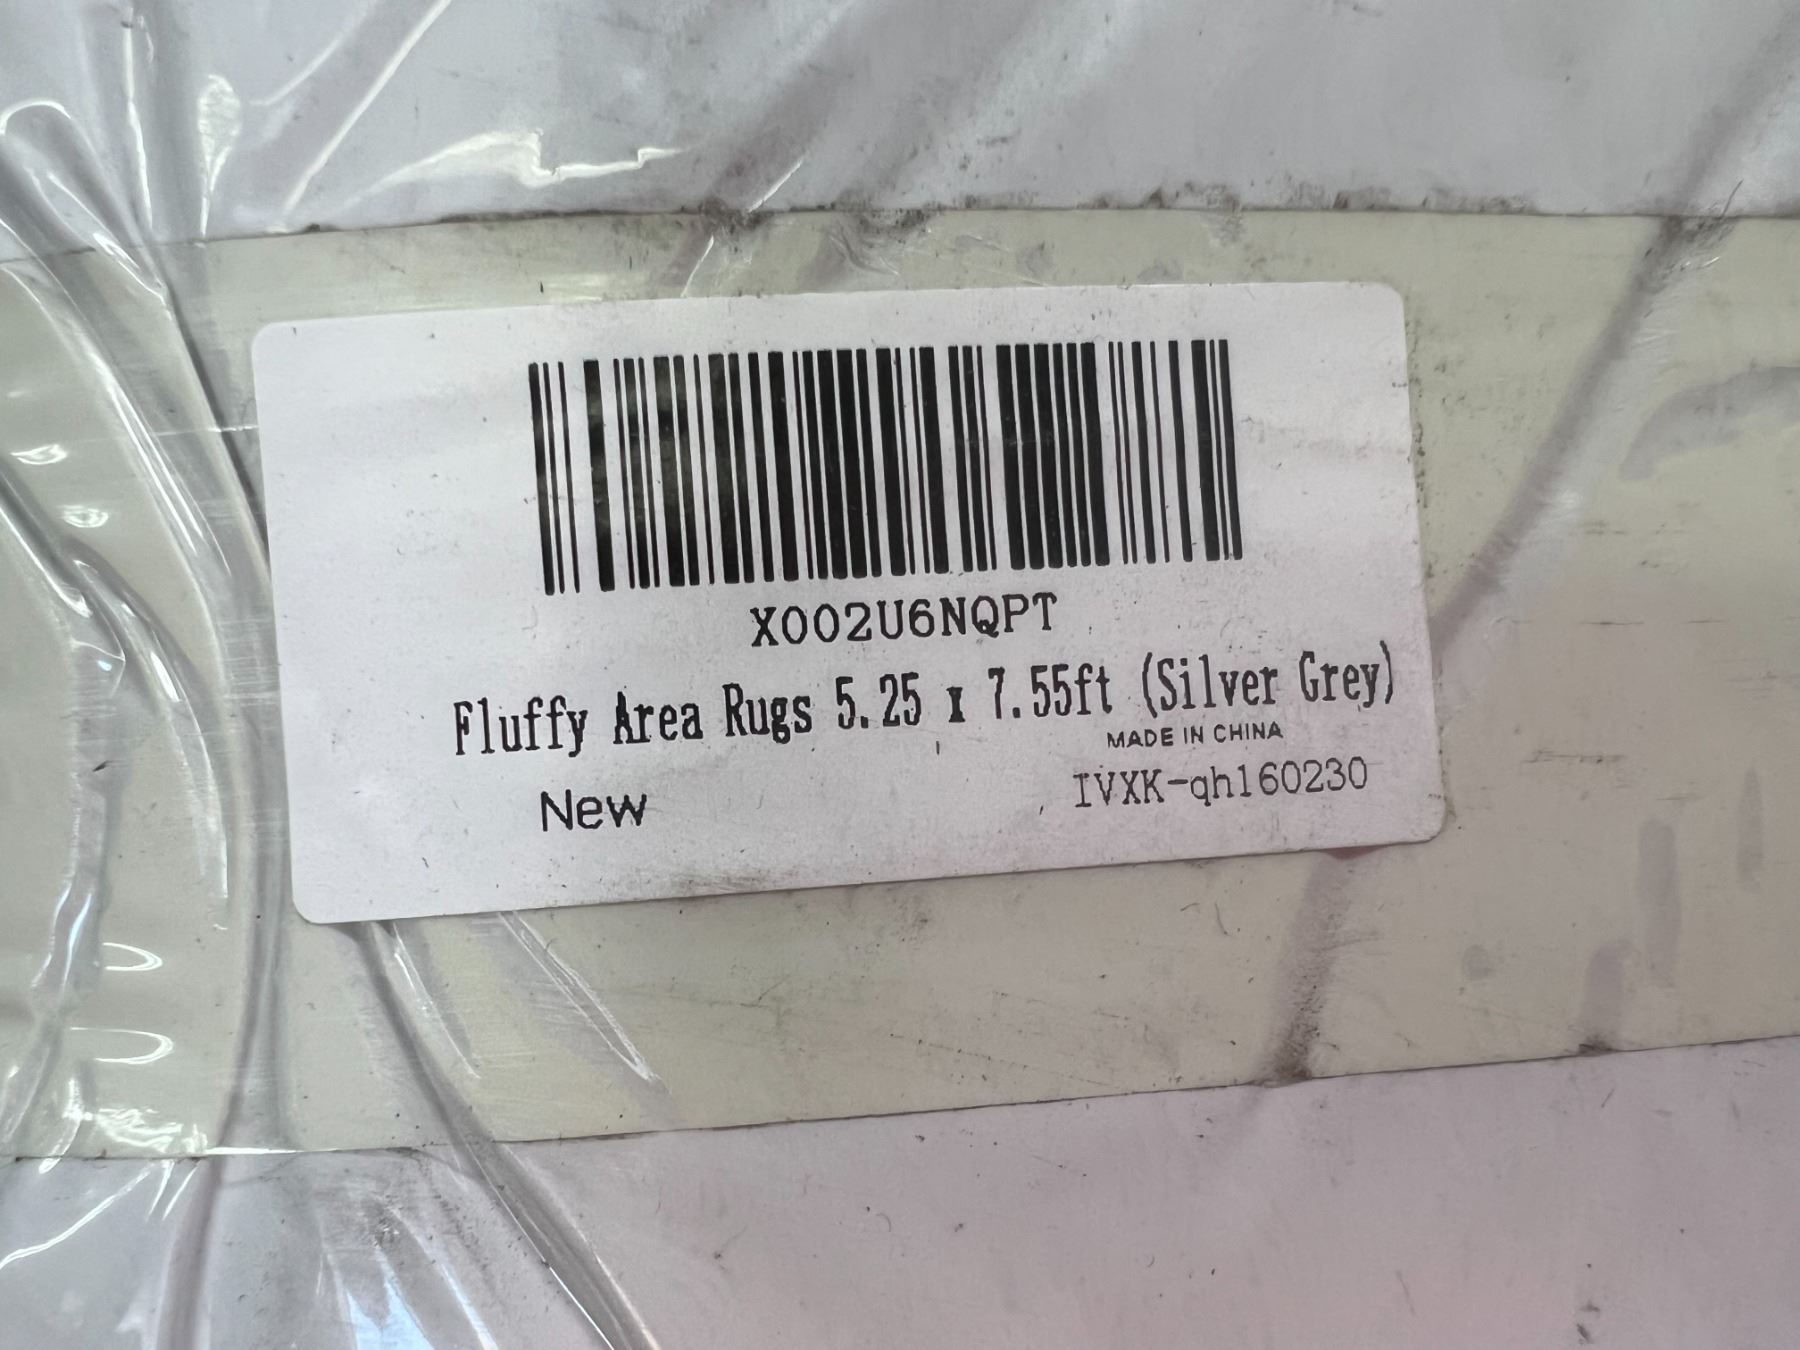 X002U6NQPT
Fluffy Area Rugs 5.25 x 7.55ft (Silver Grey)
MADE IN CHINA
New
IVXK-qh160230